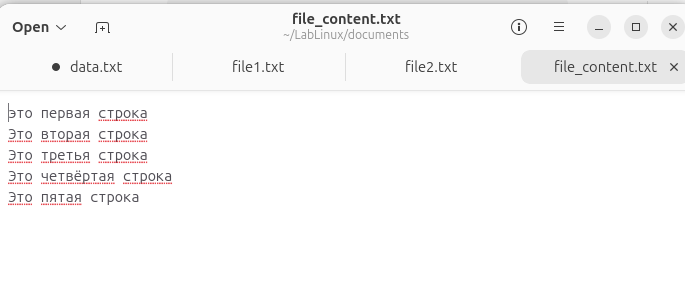 Open
file_content.txt
~/LabLinux/documents
data.txt
file1.txt
file2.txt
file_content.txt
это первая строка
Это вторая строка
Это третья строка
Это четвёртая строка
Это пятая строка